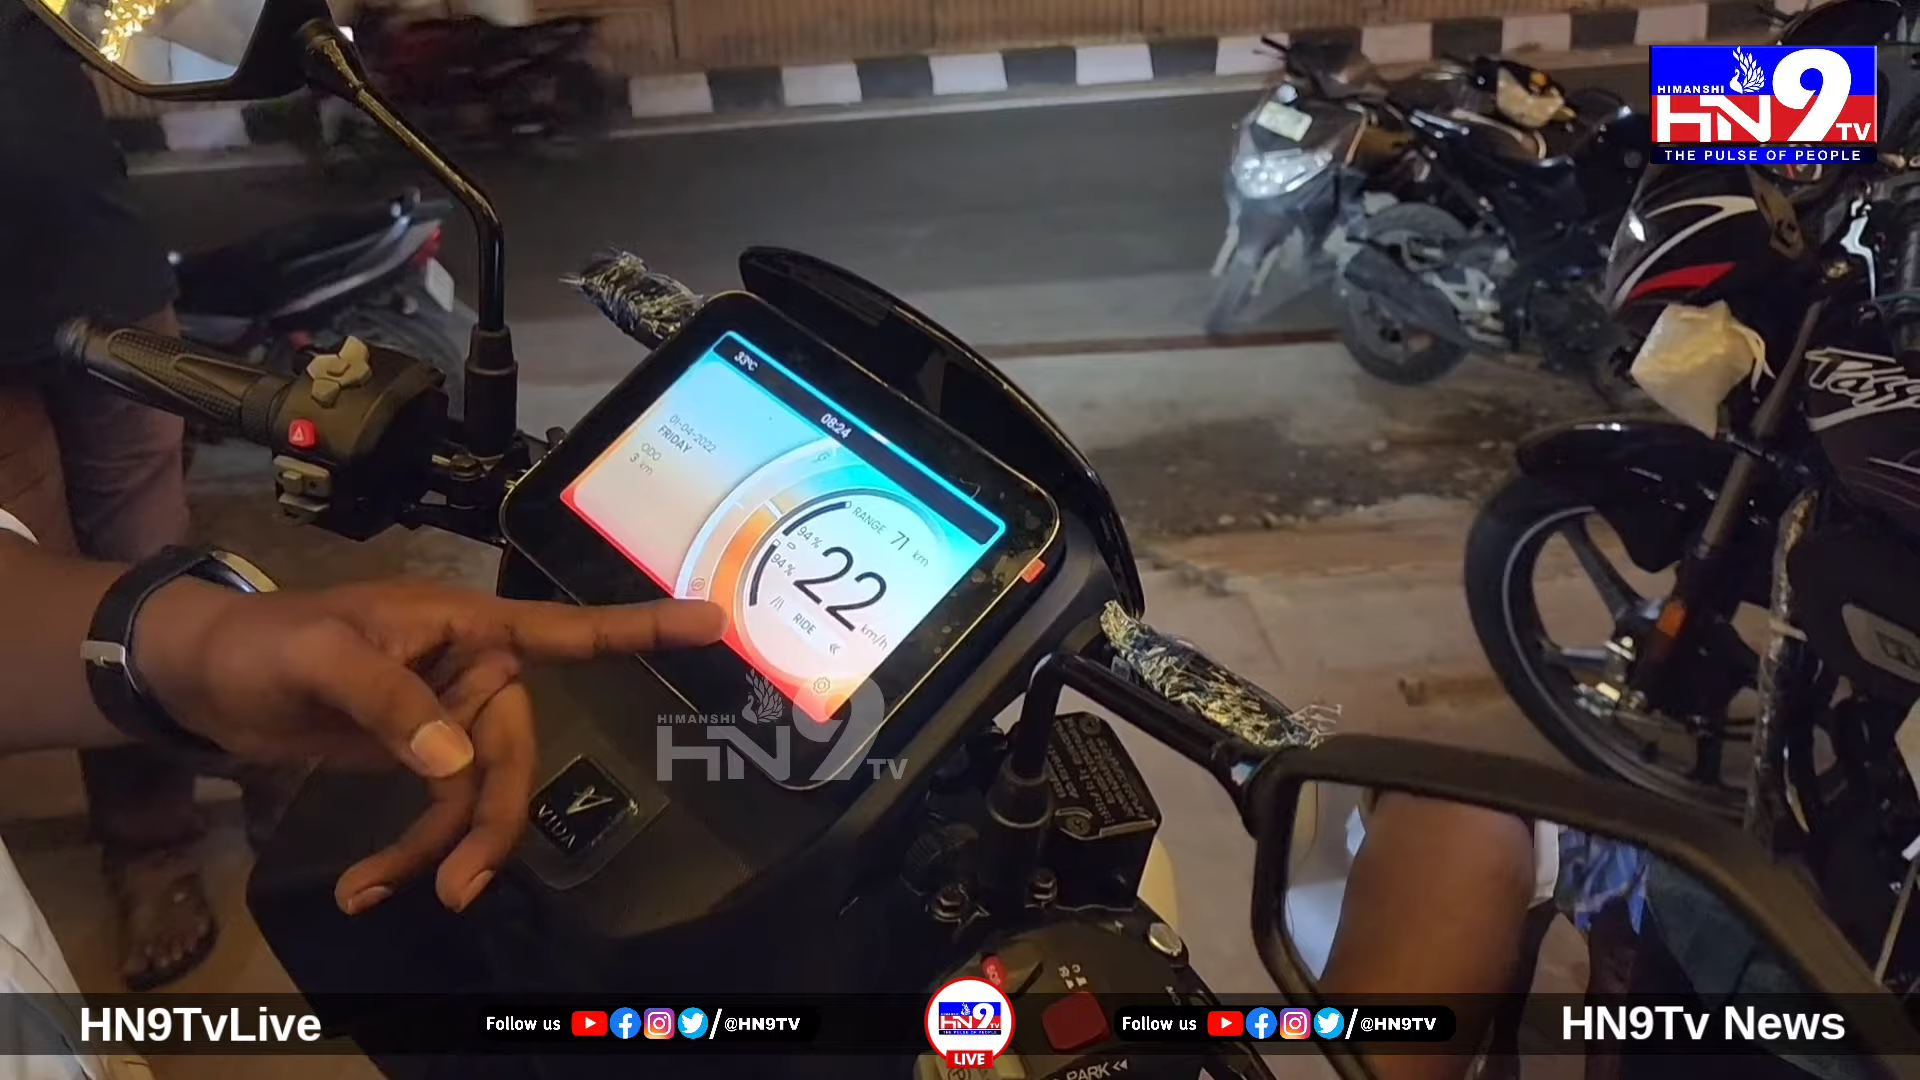 HIMANSHI
HN9
TV
THE PULSE OF PEOPLE
33°C
08:24
01-04-2022
FRIDAY
ODO
3 km
RANGE 71 km
94%
94%
22
km/h
RIDE
HIMANSHI
HN9
TV
VIDA
PARK
HN9TvLive
Follow us /@HN9TV
HN9
TV
LIVE
Follow us /@HN9TV
HN9Tv News